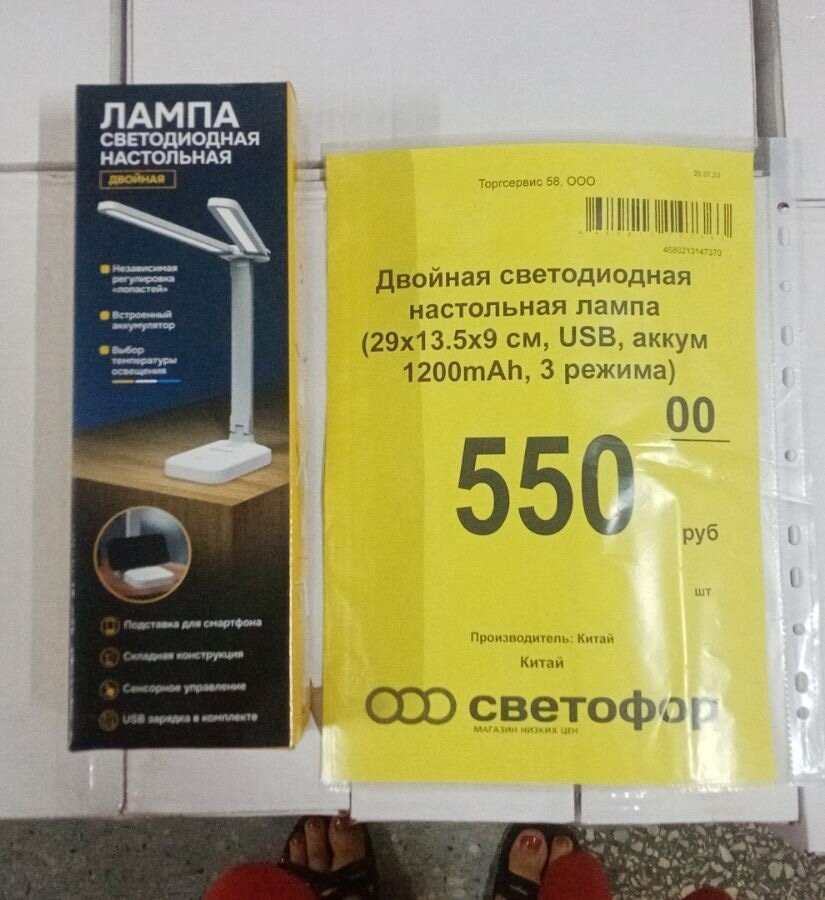 ЛАМПА
СВЕТОДИОДНАЯ
НАСТОЛЬНАЯ
ДВОЙНАЯ
Независимая
регулировка
«лопастей»
Встроенный
аккумулятор
Выбор
температуры
освещения
Подставка для смартфона
Складная конструкция
Сенсорное управление
USB зарядка в комплекте
Торгсервис 58, ООО
4680213147370
Двойная светодиодная
настольная лампа
(29х13.5х9 см, USB, аккум
1200mAh, 3 режима)
550 00
руб
шт
Производитель: Китай
Китай
светофор
МАГАЗИН НИЗКИХ ЦЕН